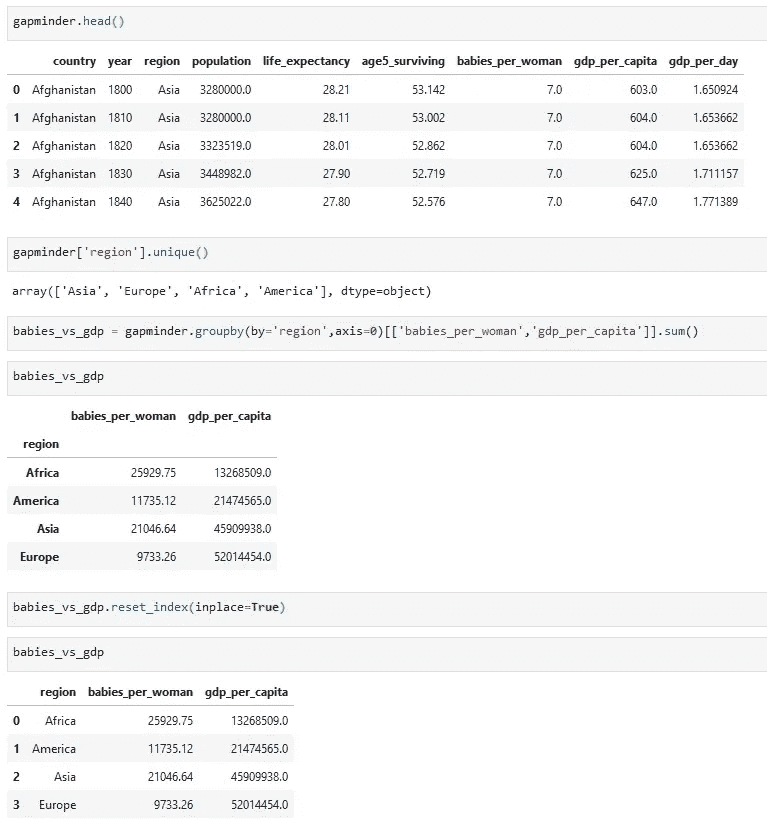 gapminder.head()
country year region population life_expectancy age5_surviving babies_per_woman gdp_per_capita gdp_per_day
0 Afghanistan 1800 Asia 3280000.0 28.21 53.142 7.0 603.0 1.650924
1 Afghanistan 1810 Asia 3280000.0 28.11 53.002 7.0 604.0 1.653662
2 Afghanistan 1820 Asia 3323519.0 28.01 52.862 7.0 604.0 1.653662
3 Afghanistan 1830 Asia 3448982.0 27.90 52.719 7.0 625.0 1.711157
4 Afghanistan 1840 Asia 3625022.0 27.80 52.576 7.0 647.0 1.771389
gapminder['region'].unique()
array(['Asia', 'Europe', 'Africa', 'America'], dtype=object)
babies_vs_gdp = gapminder.groupby(by='region',axis=0)[['babies_per_woman','gdp_per_capita']].sum()
babies_vs_gdp
babies_per_woman gdp_per_capita
region
Africa 25929.75 13268509.0
America 11735.12 21474565.0
Asia 21046.64 45909938.0
Europe 9733.26 52014454.0
babies_vs_gdp.reset_index(inplace=True)
babies_vs_gdp
region babies_per_woman gdp_per_capita
0 Africa 25929.75 13268509.0
1 America 11735.12 21474565.0
2 Asia 21046.64 45909938.0
3 Europe 9733.26 52014454.0